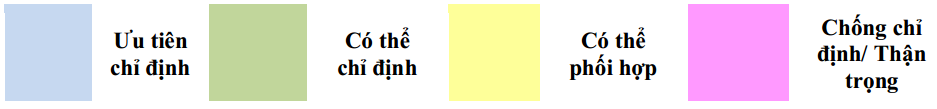 Ưu tiên
chỉ định
Có thể
chỉ định
Có thể
phối hợp
Chống chỉ
định/ Thận
trọng